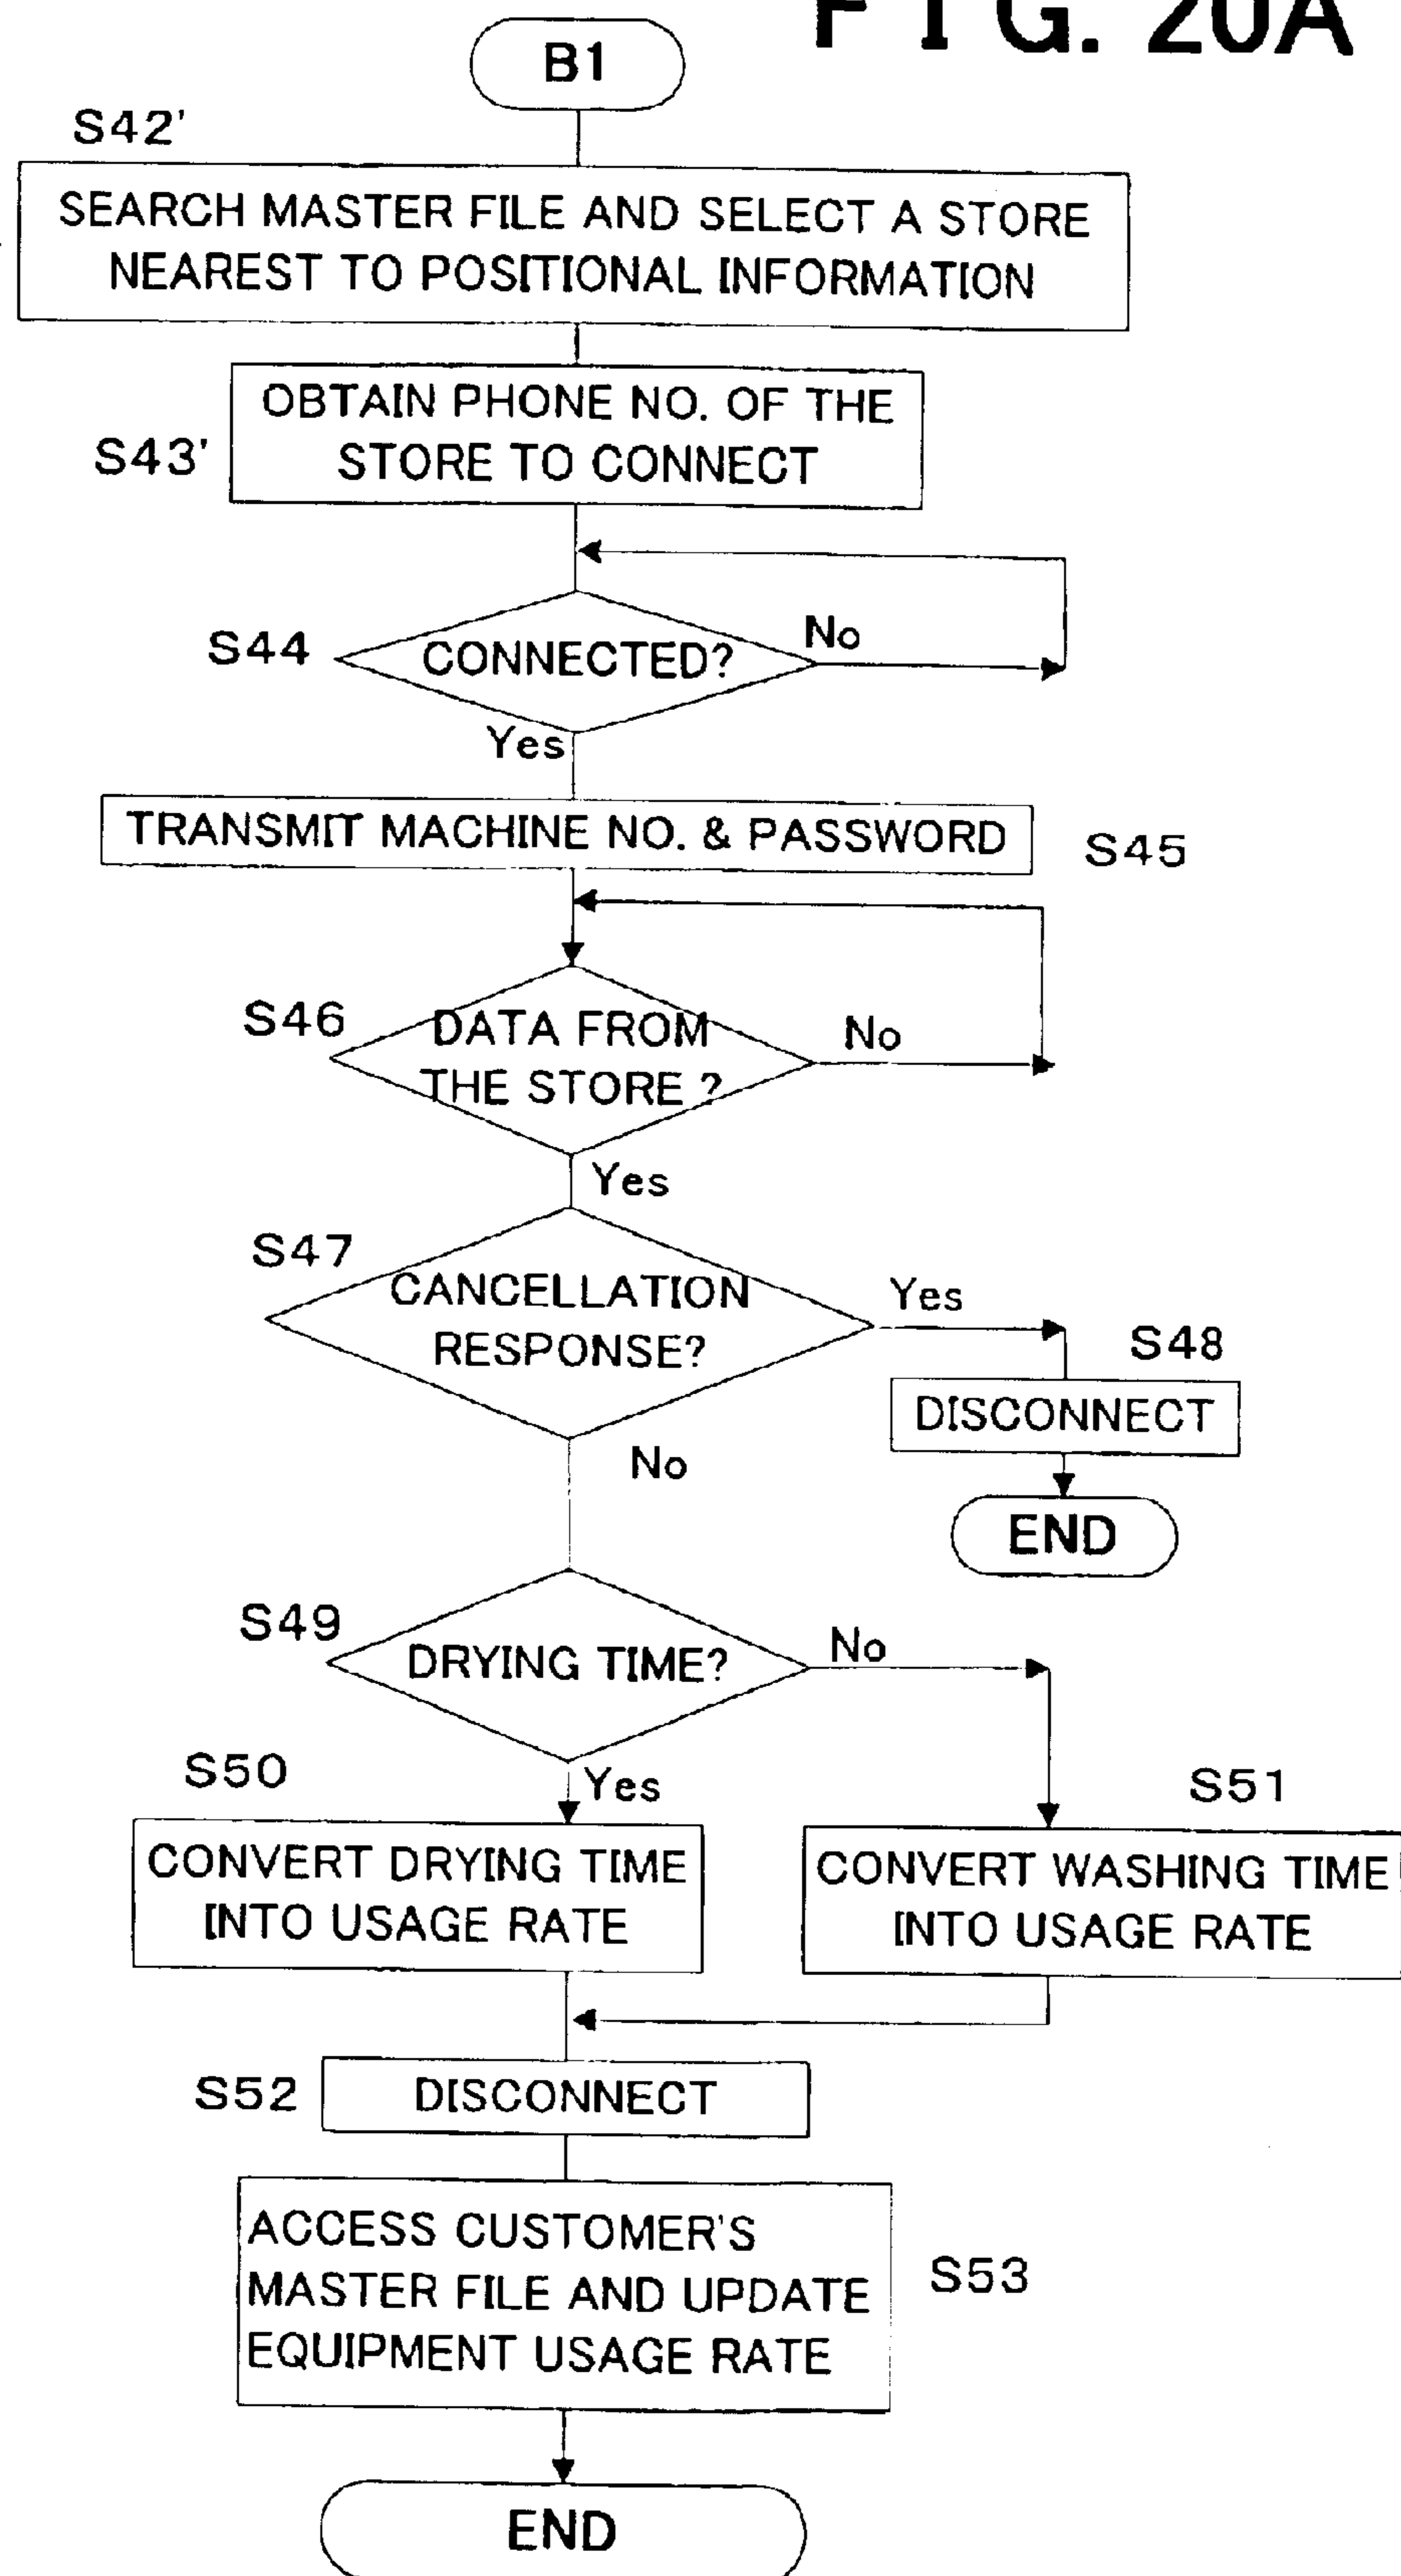 FIG. 20A
B1
S42'
SEARCH MASTER FILE AND SELECT A STORE
NEAREST TO POSITIONAL INFORMATION
S43'
OBTAIN PHONE NO. OF THE
STORE TO CONNECT
S44
CONNECTED?
No
Yes
TRANSMIT MACHINE NO. & PASSWORD
S45
S46
DATA FROM
THE STORE ?
No
Yes
S47
CANCELLATION
RESPONSE?
Yes
S48
DISCONNECT
END
No
S49
DRYING TIME?
No
Yes
S50
CONVERT DRYING TIME
INTO USAGE RATE
S51
CONVERT WASHING TIME
INTO USAGE RATE
S52
DISCONNECT
ACCESS CUSTOMER'S
MASTER FILE AND UPDATE
EQUIPMENT USAGE RATE
S53
END